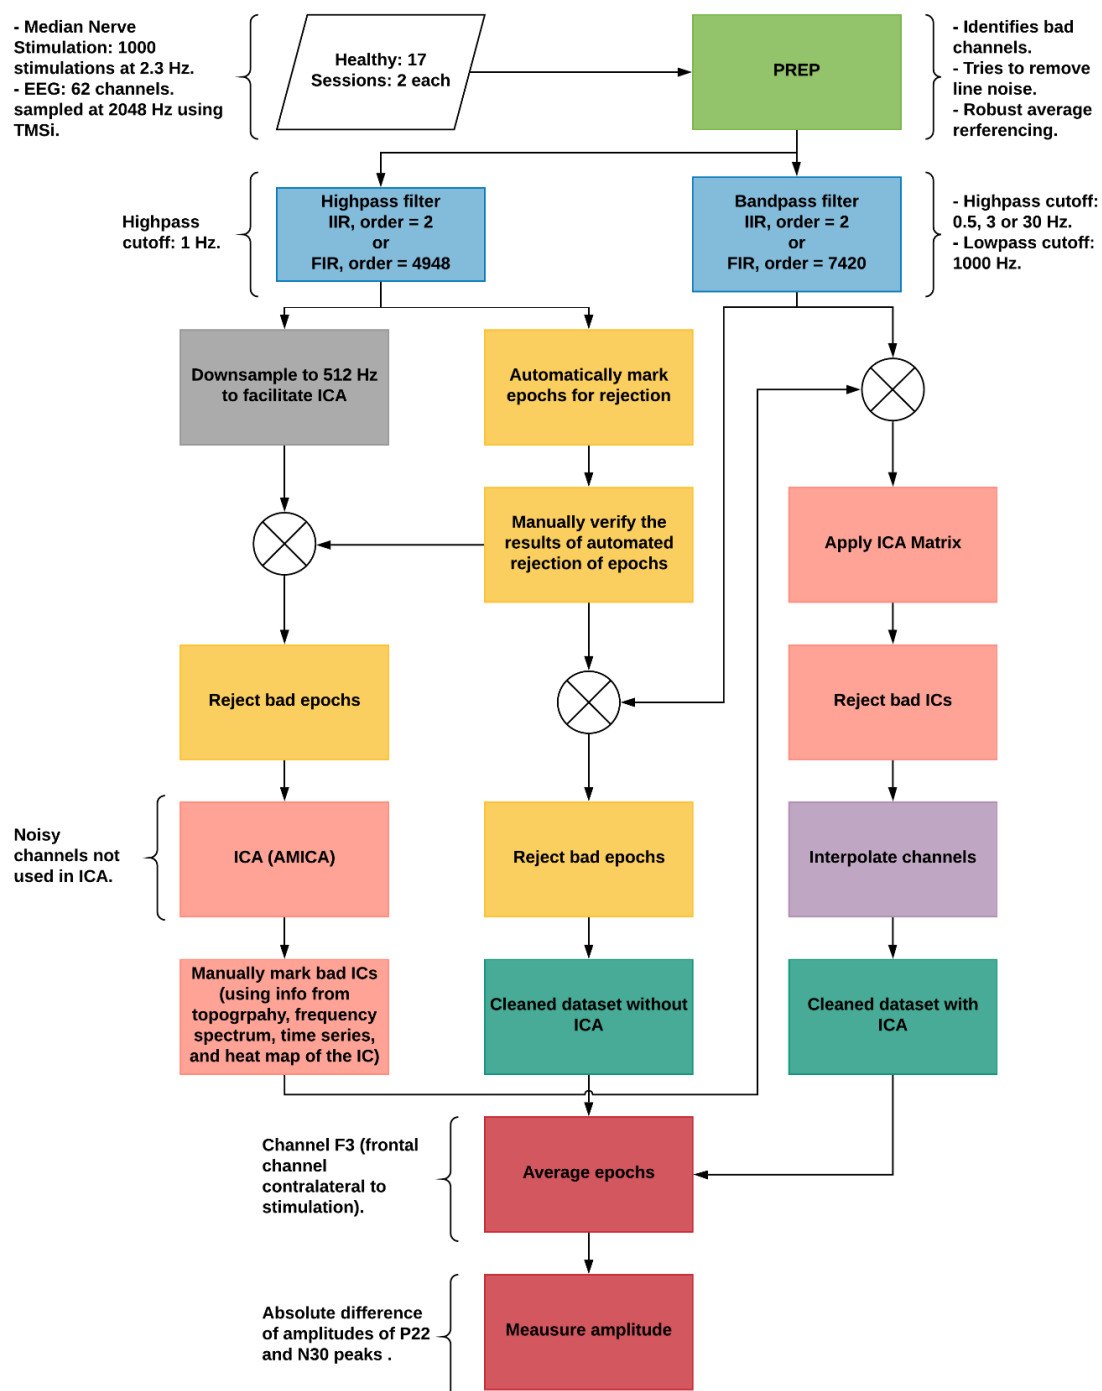 - Median Nerve
Stimulation: 1000
stimulations at 2.3 Hz.
- EEG: 62 channels.
sampled at 2048 Hz using
TMSi.
Healthy: 17
Sessions: 2 each
PREP
- Identifies bad
channels.
- Tries to remove
line noise.
- Robust average
rerferencing.
Highpass
cutoff: 1 Hz.
Highpass filter
IIR, order = 2
or
FIR, order = 4948
Bandpass filter
IIR, order = 2
or
FIR, order = 7420
- Highpass cutoff:
0.5, 3 or 30 Hz.
- Lowpass cutoff:
1000 Hz.
Downsample to 512 Hz
to facilitate ICA
Automatically mark
epochs for rejection
Manually verify the
results of automated
rejection of epochs
Apply ICA Matrix
Reject bad epochs
Reject bad ICs
Noisy
channels not
used in ICA.
ICA (AMICA)
Reject bad epochs
Interpolate channels
Manually mark bad ICs
(using info from
topogrpahy, frequency
spectrum, time series,
and heat map of the IC)
Cleaned dataset without
ICA
Cleaned dataset with
ICA
Channel F3 (frontal
channel
contralateral to
stimulation).
Average epochs
Absolute difference
of amplitudes of P22
and N30 peaks .
Meausure amplitude